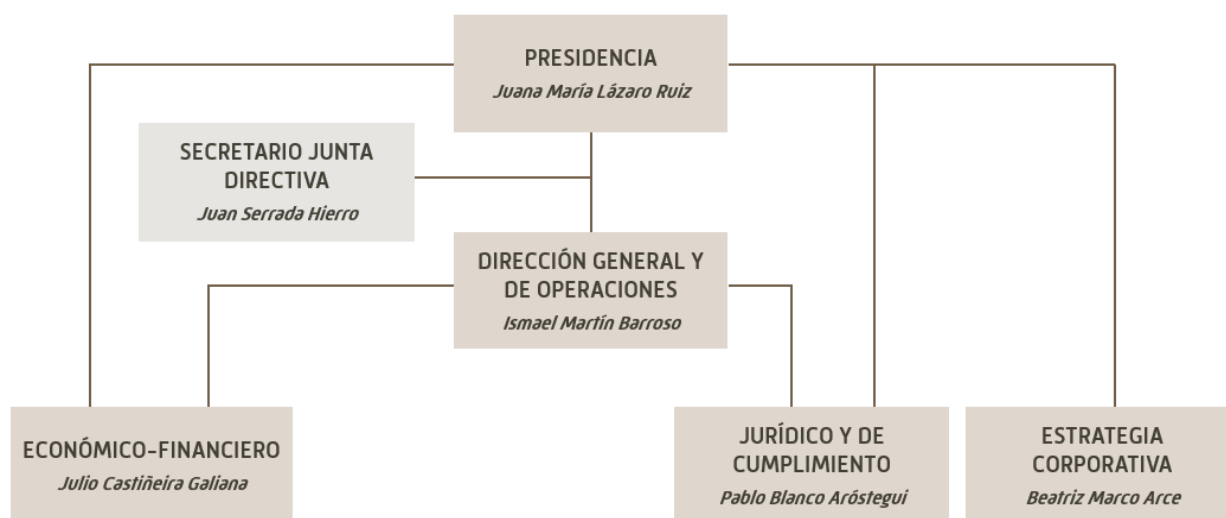 PRESIDENCIA
Juana María Lázaro Ruiz
SECRETARIO JUNTA
DIRECTIVA
Juan Serrada Hierro
DIRECCIÓN GENERAL Y
DE OPERACIONES
Ismael Martín Barroso
ECONÓMICO-FINANCIERO
Julio Castiñeira Galiana
JURÍDICO Y DE
CUMPLIMIENTO
Pablo Blanco Aróstegui
ESTRATEGIA
CORPORATIVA
Beatriz Marco Arce